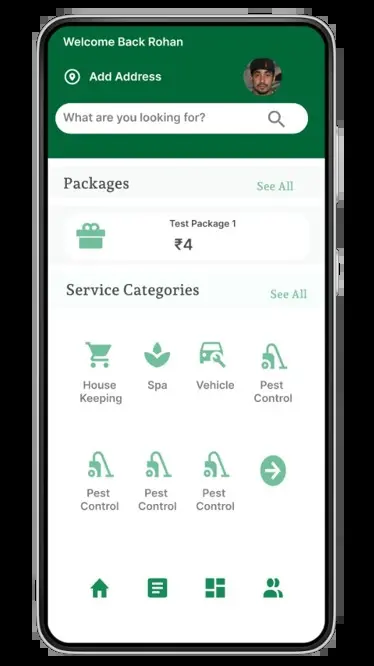 Welcome Back Rohan
Add Address
What are you looking for?
Packages
See All
Test Package 1
₹4
Service Categories
See All
House
Keeping
Spa
Vehicle
Pest
Control
Pest
Control
Pest
Control
Pest
Control